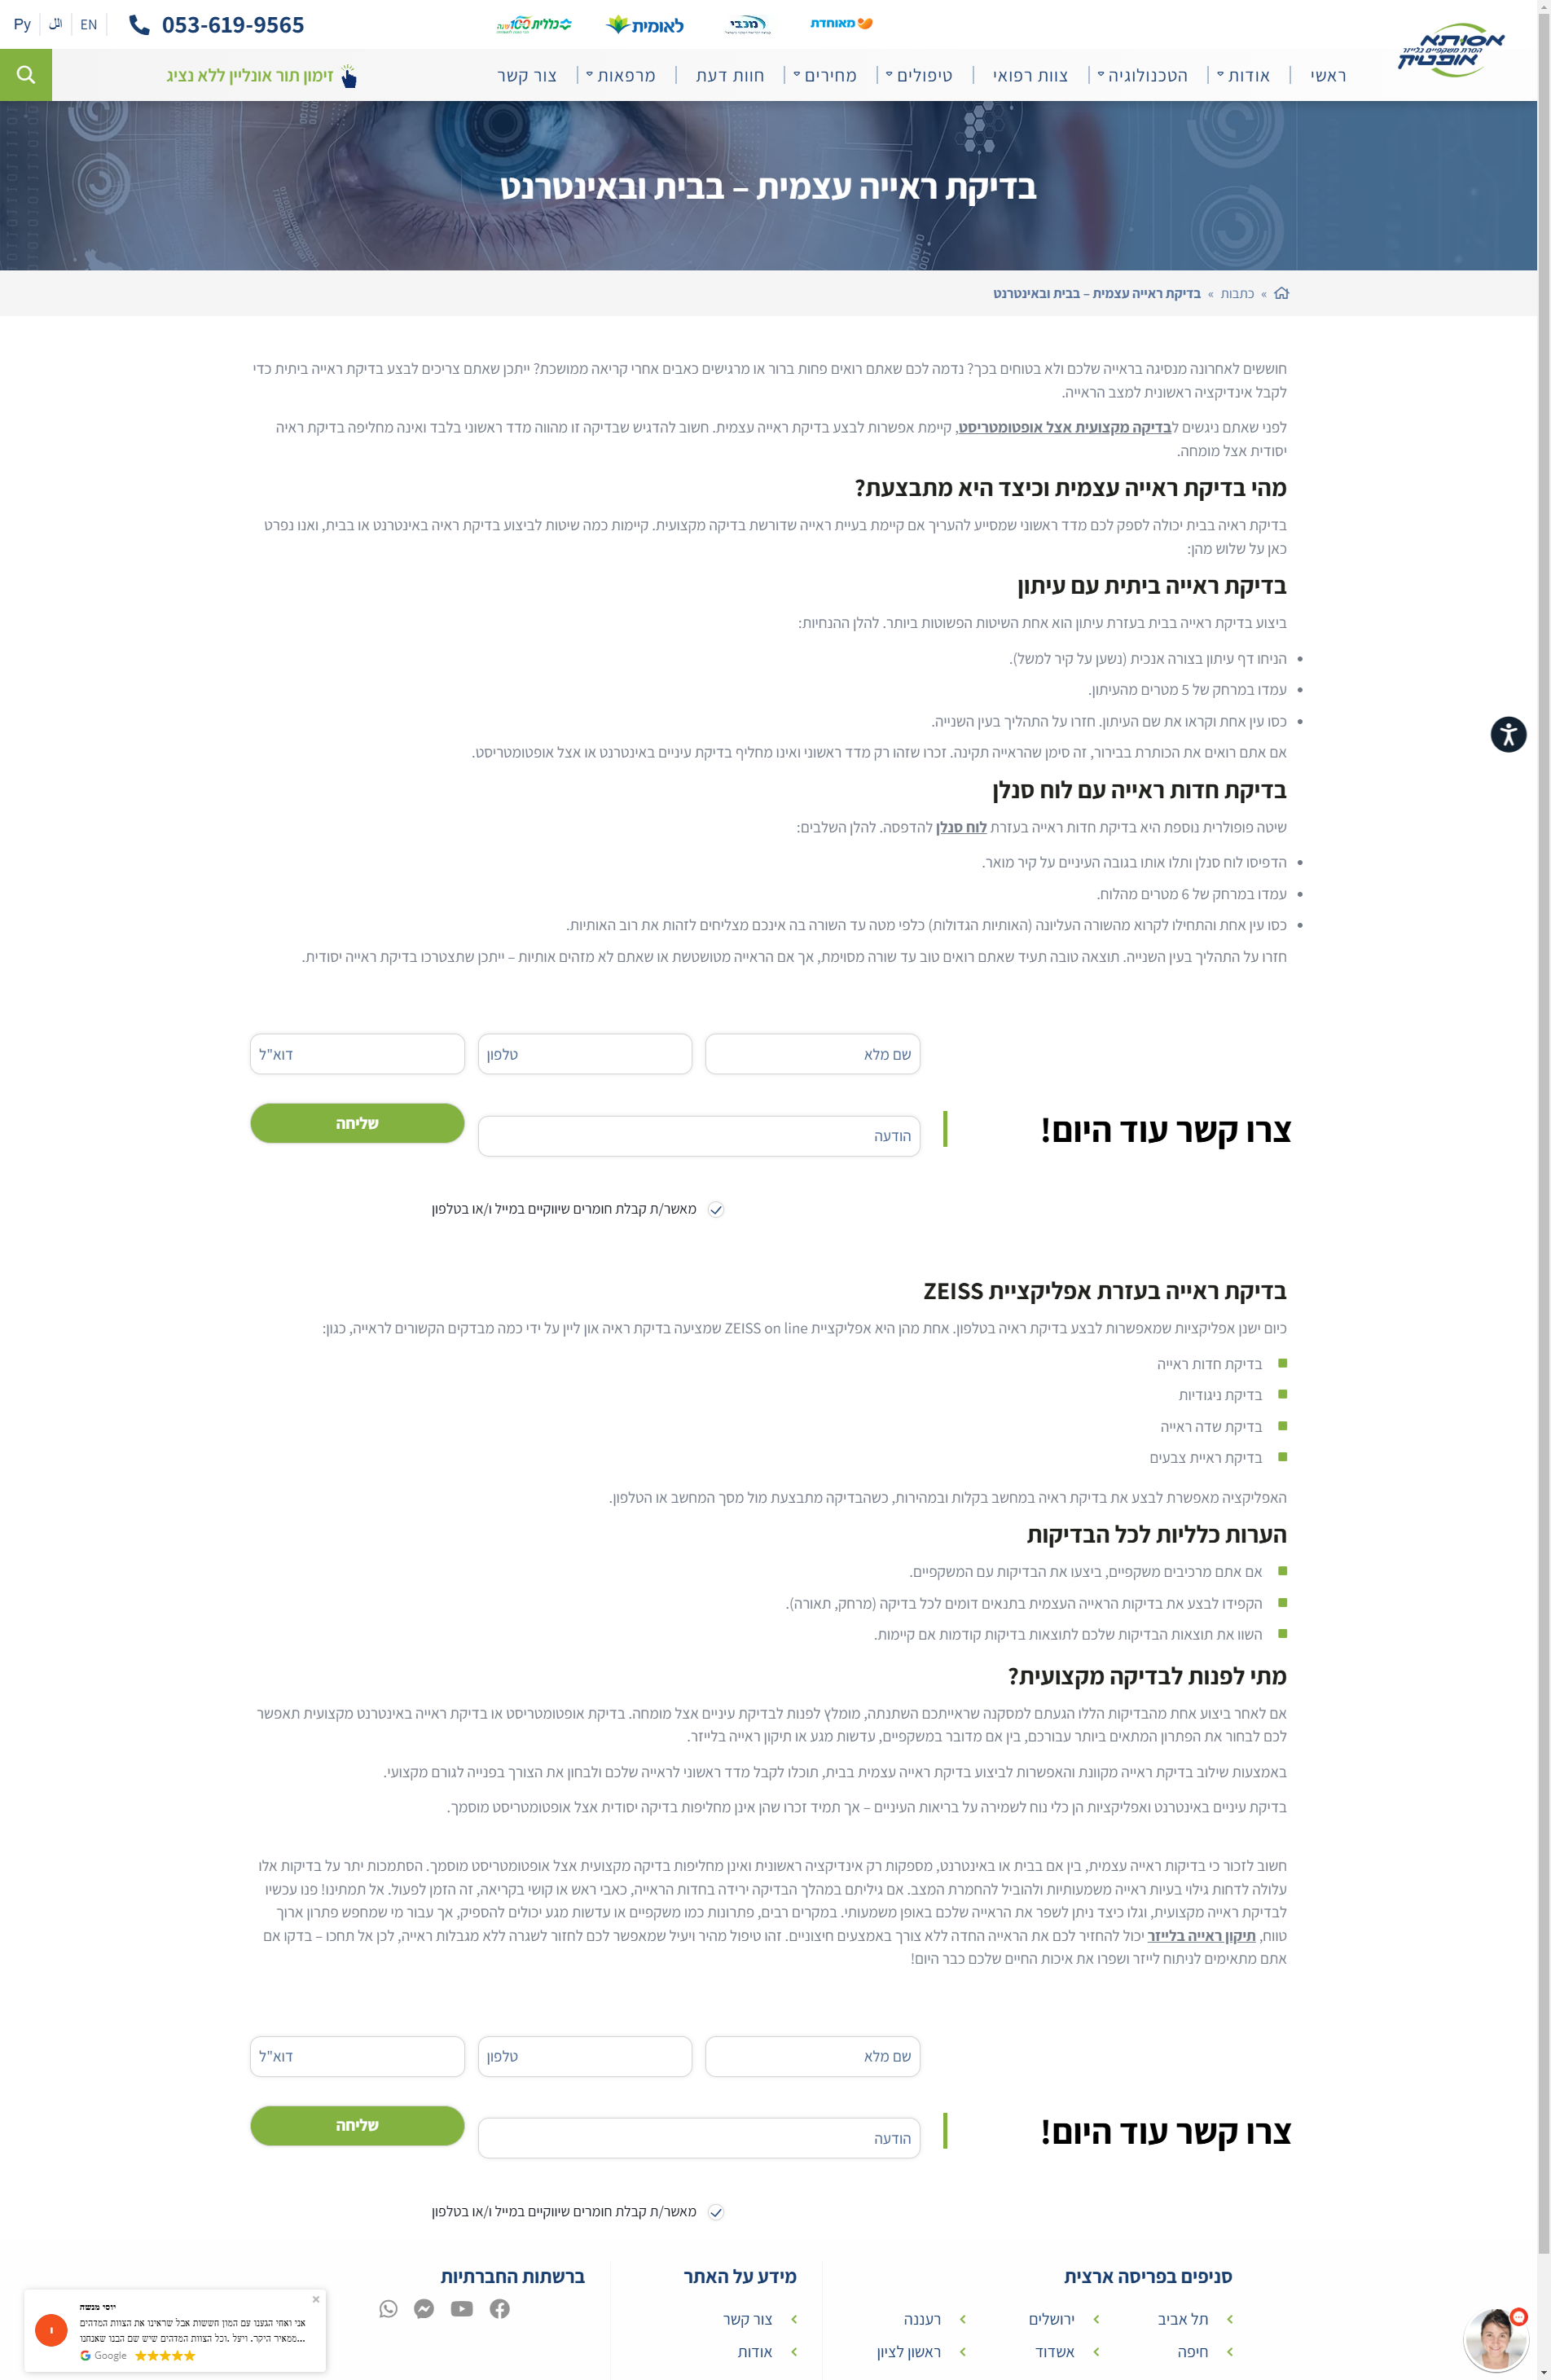 אסותא
הסרת משקפיים בלייזר
אופטיק
מאוחדת
מכבי
לאומית
כללית 100 שנה
053-619-9565
EN
Ру
ראשי
אודות
הטכנולוגיה
צוות רפואי
טיפולים
מחירים
חוות דעת
מרפאות
צור קשר
זימון תור אונליין ללא נציג
בדיקת ראייה עצמית – בבית ובאינטרנט
» כתבות » בדיקת ראייה עצמית – בבית ובאינטרנט
חוששים לאחרונה מנסיגה בראייה שלכם ולא בטוחים בכך? נדמה לכם שאתם רואים פחות ברור או מרגישים כאבים אחרי קריאה ממושכת? ייתכן שאתם צריכים לבצע בדיקת ראייה ביתית כדי
לקבל אינדיקציה ראשונית למצב הראייה.
לפני שאתם ניגשים לבדיקה מקצועית אצל אופטומטריסט, קיימת אפשרות לבצע בדיקת ראייה עצמית. חשוב להדגיש שבדיקה זו מהווה מדד ראשוני בלבד ואינה מחליפה בדיקת ראיה
יסודית אצל מומחה.
מהי בדיקת ראייה עצמית וכיצד היא מתבצעת?
בדיקת ראיה בבית יכולה לספק לכם מדד ראשוני שמסייע להעריך אם קיימת בעיית ראייה שדורשת בדיקה מקצועית. קיימות כמה שיטות לביצוע בדיקת ראיה באינטרנט או בבית, ואנו נפרט
כאן על שלוש מהן:
בדיקת ראייה ביתית עם עיתון
ביצוע בדיקת ראייה בבית בעזרת עיתון הוא אחת השיטות הפשוטות ביותר. להלן ההנחיות:
• הניחו דף עיתון בצורה אנכית (נשען על קיר למשל).
• עמדו במרחק של 5 מטרים מהעיתון.
• כסו עין אחת וקראו את שם העיתון. חזרו על התהליך בעין השנייה.
אם אתם רואים את הכותרת בבירור, זה סימן שהראייה תקינה. זכרו שזהו רק מדד ראשוני ואינו מחליף בדיקת עיניים באינטרנט או אצל אופטומטריסט.
בדיקת חדות ראייה עם לוח סנלן
שיטה פופולרית נוספת היא בדיקת חדות ראייה בעזרת לוח סנלן להדפסה. להלן השלבים:
• הדפיסו לוח סנלן ותלו אותו בגובה העיניים על קיר מואר.
• עמדו במרחק של 6 מטרים מהלוח.
• כסו עין אחת והתחילו לקרוא מהשורה העליונה (האותיות הגדולות) כלפי מטה עד השורה בה אינכם מצליחים לזהות את רוב האותיות.
חזרו על התהליך בעין השנייה. תוצאה טובה תעיד שאתם רואים טוב עד שורה מסוימת, אך אם הראייה מטושטשת או שאתם לא מזהים אותיות – ייתכן שתצטרכו בדיקת ראייה יסודית.
צרו קשר עוד היום!
שם מלא
טלפון
דוא"ל
הודעה
שליחה
מאשר/ת קבלת חומרים שיווקיים במייל ו/או בטלפון
בדיקת ראייה בעזרת אפליקציית ZEISS
כיום ישנן אפליקציות שמאפשרות לבצע בדיקת ראיה בטלפון. אחת מהן היא אפליקציית ZEISS on line שמציעה בדיקת ראיה און ליין על ידי כמה מבדקים הקשורים לראייה, כגון:
בדיקת חדות ראייה
בדיקת ניגודיות
בדיקת שדה ראייה
בדיקת ראיית צבעים
האפליקציה מאפשרת לבצע את בדיקת ראיה במחשב בקלות ובמהירות, כשהבדיקה מתבצעת מול מסך המחשב או הטלפון.
הערות כלליות לכל הבדיקות
אם אתם מרכיבים משקפיים, ביצעו את הבדיקות עם המשקפיים.
הקפידו לבצע את בדיקות הראייה העצמית בתנאים דומים לכל בדיקה (מרחק, תאורה).
השוו את תוצאות הבדיקות שלכם לתוצאות בדיקות קודמות אם קיימות.
מתי לפנות לבדיקה מקצועית?
אם לאחר ביצוע אחת מהבדיקות הללו הגעתם למסקנה שראייתכם השתנתה, מומלץ לפנות לבדיקת עיניים אצל מומחה. בדיקת אופטומטריסט או בדיקת ראייה באינטרנט מקצועית תאפשר
לכם לבחור את הפתרון המתאים ביותר עבורכם, בין אם מדובר במשקפיים, עדשות מגע או תיקון ראייה בלייזר.
באמצעות שילוב בדיקת ראייה מקוונת והאפשרות לביצוע בדיקת ראייה עצמית בבית, תוכלו לקבל מדד ראשוני לראייה שלכם ולבחון את הצורך בפנייה לגורם מקצועי.
בדיקת עיניים באינטרנט ואפליקציות הן כלי נוח לשמירה על בריאות העיניים – אך תמיד זכרו שהן אינן מחליפות בדיקה יסודית אצל אופטומטריסט מוסמך.
חשוב לזכור כי בדיקות ראייה עצמית, בין אם בבית או באינטרנט, מספקות רק אינדיקציה ראשונית ואינן מחליפות בדיקה מקצועית אצל אופטומטריסט מוסמך. הסתמכות יתר על בדיקות אלו
עלולה לדחות גילוי בעיות ראייה משמעותיות ולהוביל להחמרת המצב. אם גיליתם במהלך הבדיקה ירידה בחדות הראייה, כאבי ראש או קושי בקריאה, זה הזמן לפעול. אל תמתינו! פנו עכשיו
לבדיקת ראייה מקצועית, וגלו כיצד ניתן לשפר את הראייה שלכם באופן משמעותי. במקרים רבים, פתרונות כמו משקפיים או עדשות מגע יכולים להספיק, אך עבור מי שמחפש פתרון ארוך
טווח, תיקון ראייה בלייזר יכול להחזיר לכם את הראייה החדה ללא צורך באמצעים חיצוניים. זהו טיפול מהיר ויעיל שמאפשר לכם לחזור לשגרה ללא מגבלות ראייה, לכן אל תחכו – בדקו אם
אתם מתאימים לניתוח לייזר ושפרו את איכות החיים שלכם כבר היום!
צרו קשר עוד היום!
שם מלא
טלפון
דוא"ל
הודעה
שליחה
מאשר/ת קבלת חומרים שיווקיים במייל ו/או בטלפון
סניפים בפריסה ארצית
תל אביב
ירושלים
רעננה
חיפה
אשדוד
ראשון לציון
מידע על האתר
צור קשר
אודות
ברשתות החברתיות
יוסי מנשה
אני ואחי הגענו עם המון חששות אבל שראינו את הצוות המדהים
ממאיר היקר. ויעל .וכל הצוות המדהים שיש שם הבנו שאנחנו...
Google
י